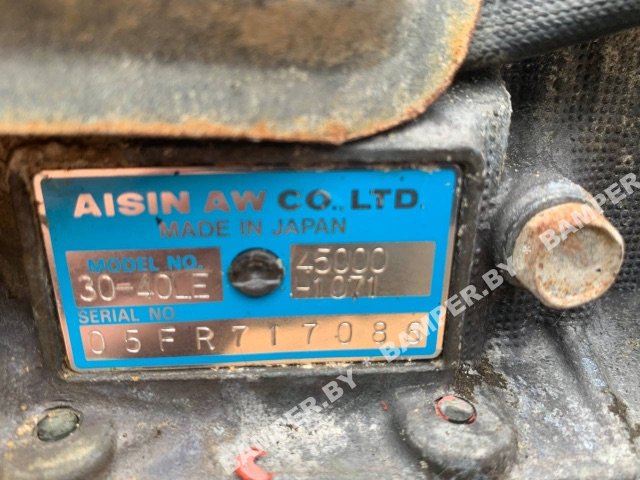 AISIN AW CO., LTD.
MADE IN JAPAN
MODEL NO.
30-40LE
45000
-1071
SERIAL NO
05FR717086
BAMPER.BY - BAMPER.BY - BAMPER.BY